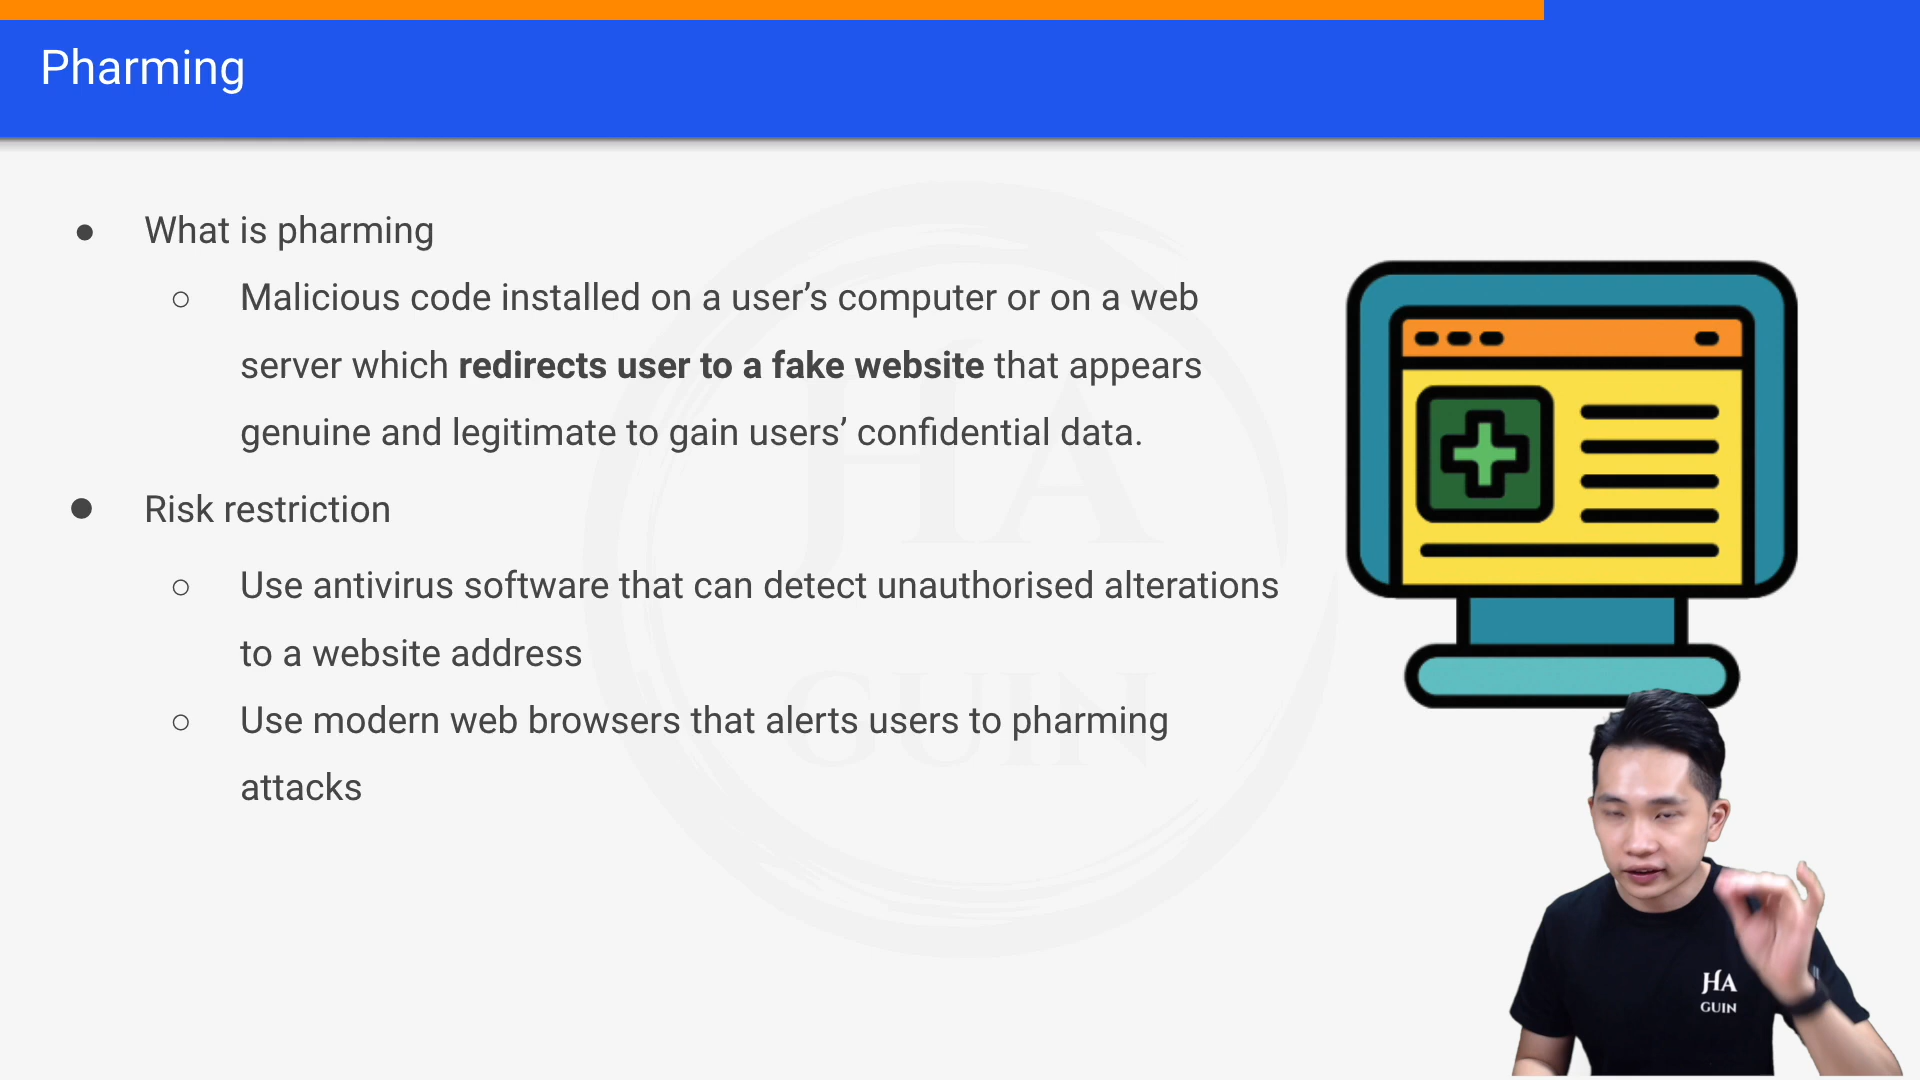 Pharming
● What is pharming
○ Malicious code installed on a user’s computer or on a web
server which redirects user to a fake website that appears
genuine and legitimate to gain users’ confidential data.
● Risk restriction
○ Use antivirus software that can detect unauthorised alterations
to a website address
○ Use modern web browsers that alerts users to pharming
attacks
HA
GUIN
HA
GUIN